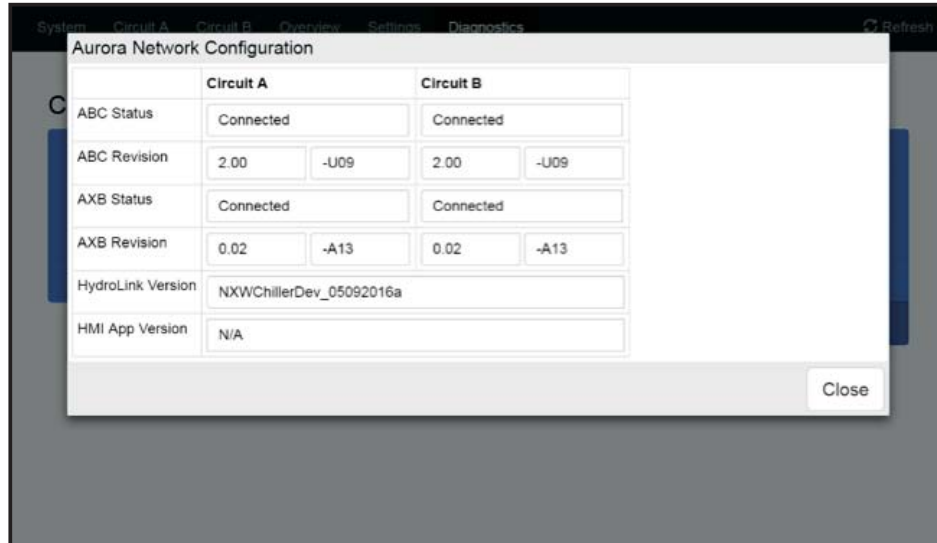 System Circuit A Circuit B Overview Settings Diagnostics Refresh
Aurora Network Configuration
Circuit A Circuit B
C
ABC Status Connected Connected
ABC Revision 2.00 -U09 2.00 -U09
AXB Status Connected Connected
AXB Revision 0.02 -A13 0.02 -A13
HydroLink Version NXWChillerDev_05092016a
HMI App Version N/A
Close